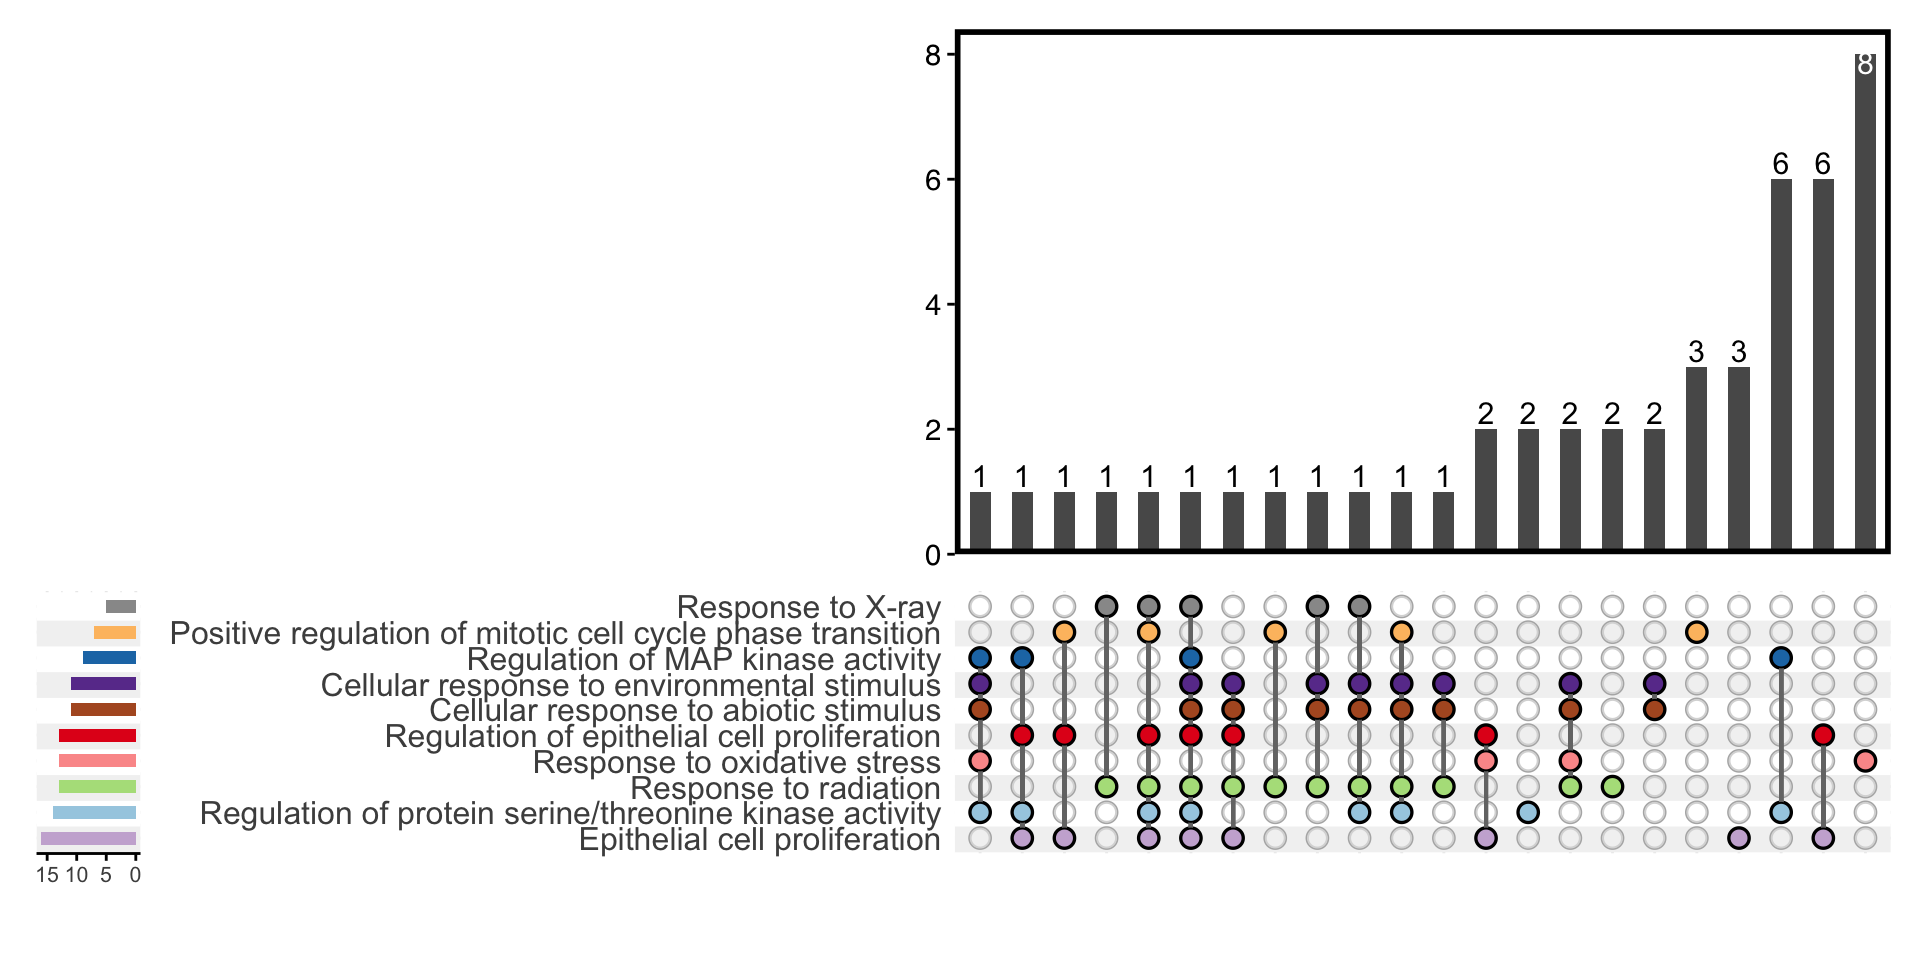 8
8
6 6
6
4
3 3
2 2 2 2 2
2
1 1 1 1 1 1 1 1 1 1 1 1
0
Response to X-ray
Positive regulation of mitotic cell cycle phase transition
Regulation of MAP kinase activity
Cellular response to environmental stimulus
Cellular response to abiotic stimulus
Regulation of epithelial cell proliferation
Response to oxidative stress
Response to radiation
Regulation of protein serine/threonine kinase activity
Epithelial cell proliferation
15 10 5 0